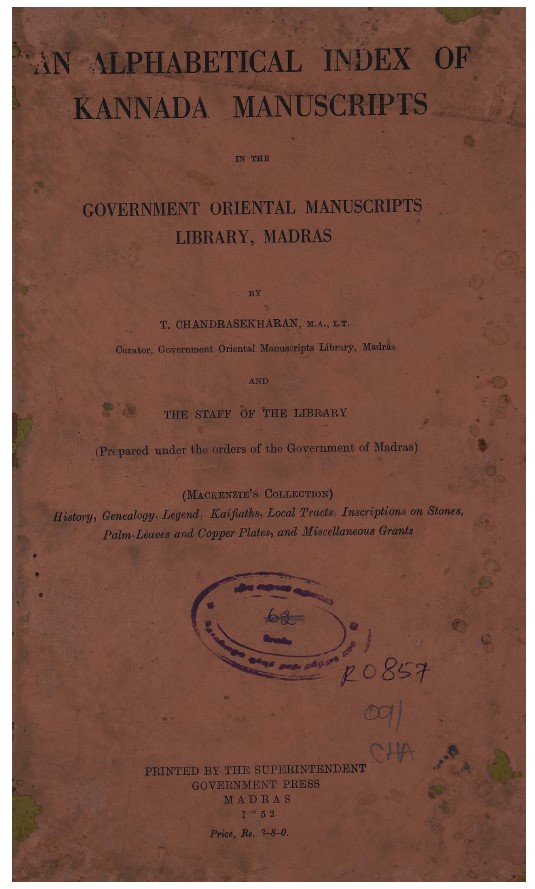 AN ALPHABETICAL INDEX OF
KANNADA MANUSCRIPTS
IN THE
GOVERNMENT ORIENTAL MANUSCRIPTS
LIBRARY, MADRAS
BY
T. CHANDRASEKHARAN, M.A., L.T.
Curator, Government Oriental Manuscripts Library, Madras
AND
THE STAFF OF THE LIBRARY
(Prepared under the orders of the Government of Madras)
(MACKENZIE'S COLLECTION)
History, Genealogy, Legend, Kaifiaths, Local Tracts, Inscriptions on Stones,
Palm-Leaves and Copper Plates, and Miscellaneous Grants
62
R0857
091
CHA
PRINTED BY THE SUPERINTENDENT
GOVERNMENT PRESS
MADRAS
Price, Rs.